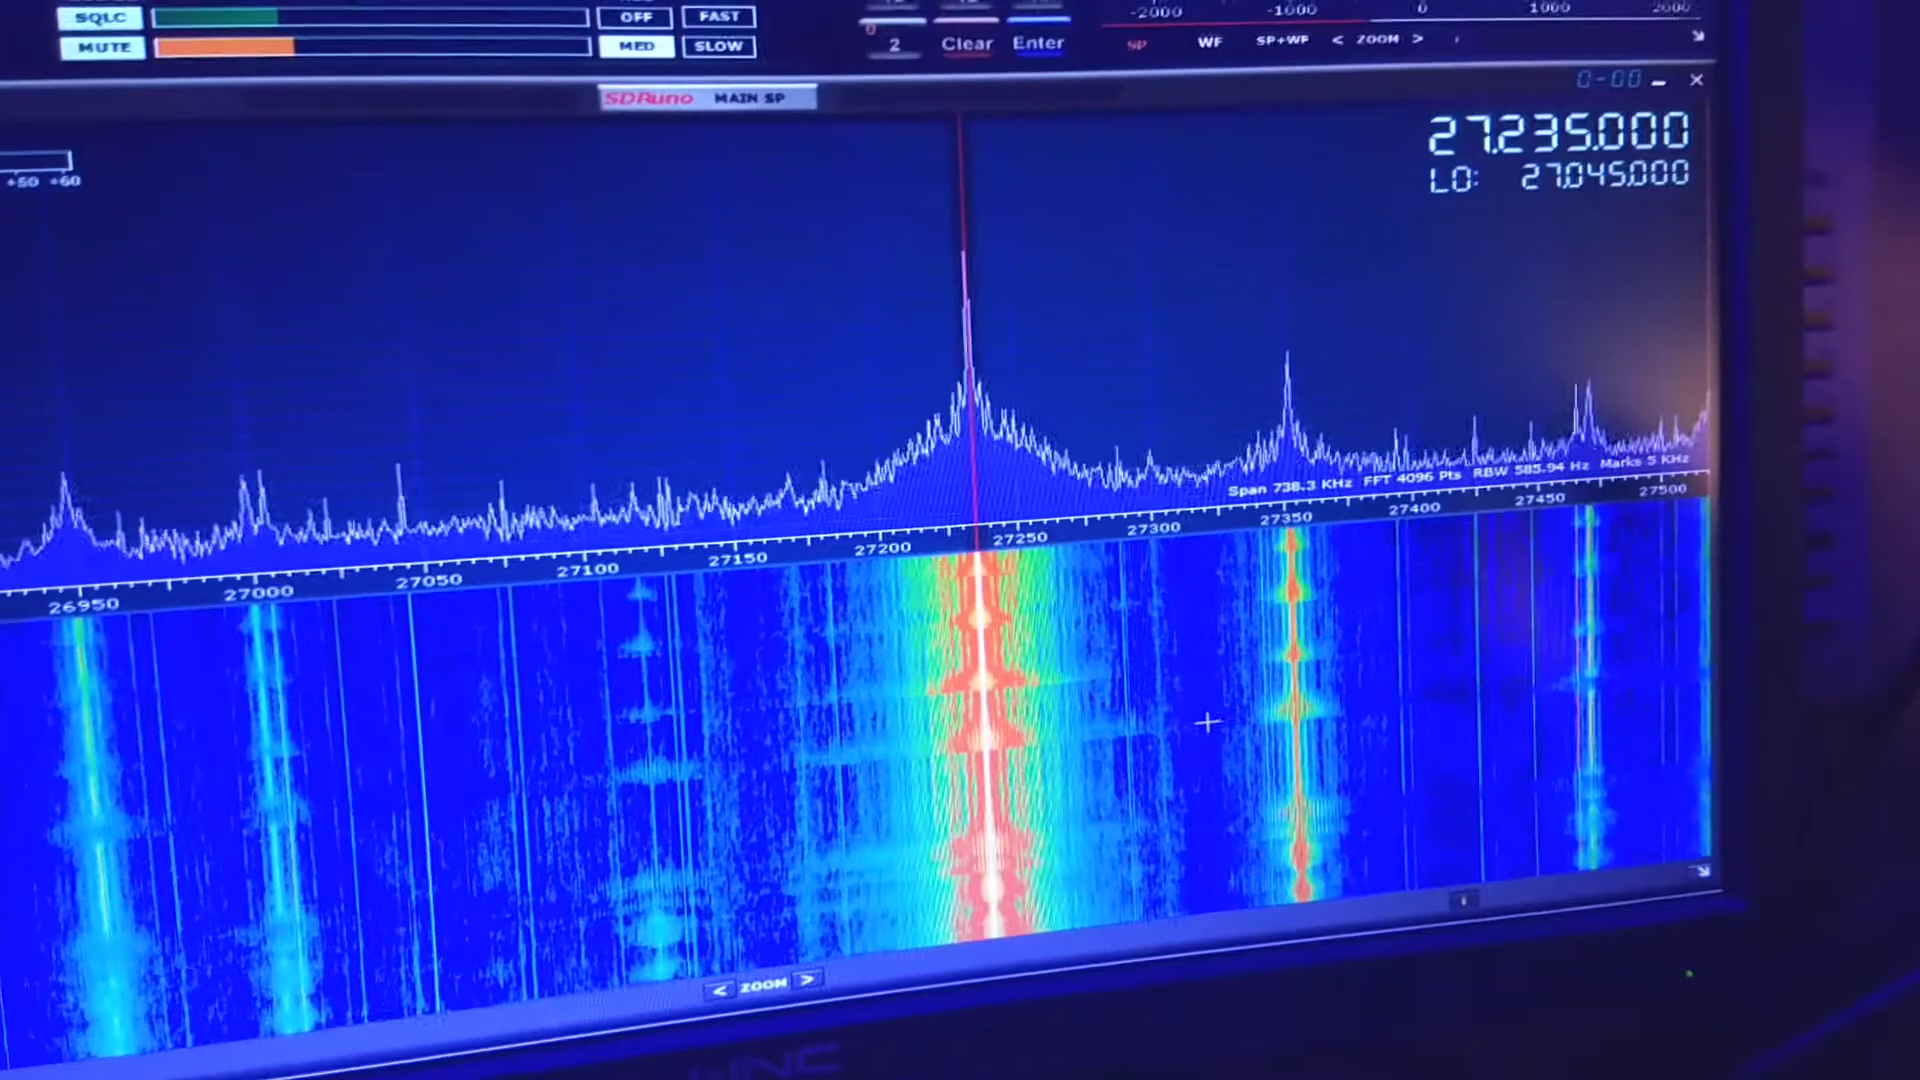 SQLC OFF FAST
MUTE MED SLOW
2 Clear Enter
-2000 -1000 0 1000 2000
SP WF SP+WF < ZOOM >
SDRuno MAIN SP
0-00
27.235.000
LO: 27.045.000
+50 +60
Span 738.3 KHz FFT 4096 Pts RBW 585.94 Hz Marks 5 KHz
26950 27000 27050 27100 27150 27200 27250 27300 27350 27400 27450 27500
< ZOOM >